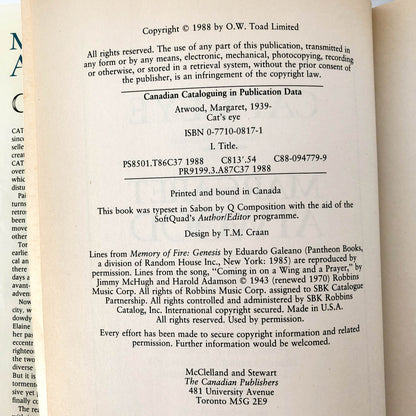 Copyright © 1988 by O.W. Toad Limited
All rights reserved. The use of any part of this publication, transmitted in
any form or by any means, electronic, mechanical, photocopying, recording
or otherwise, or stored in a retrieval system, without the prior consent of
the publisher, is an infringement of the copyright law.
Canadian Cataloguing in Publication Data
Atwood, Margaret, 1939-
Cat's eye
ISBN 0-7710-0817-1
I. Title.
PS8501.T86C37 1988 C813'.54 C88-094779-9
PR9199.3.A87C37 1988
Printed and bound in Canada
This book was typeset in Sabon by Q Composition with the aid of the
SoftQuad's Author/Editor programme.
Design by T.M. Craan
Lines from Memory of Fire: Genesis by Eduardo Galeano (Pantheon Books,
a division of Random House Inc., New York: 1985) are reproduced by
permission. Lines from the song, "Coming in on a Wing and a Prayer," by
Jimmy McHugh and Harold Adamson © 1943 (renewed 1970) Robbins
Music Corp. All rights of Robbins Music Corp. assigned to SBK Catalogue
Partnership. All rights controlled and administered by SBK Robbins
Catalog Inc. International copyright secured. Made in U.S.A.
All rights reserved. Used by permission.
Every effort has been made to secure copyright information and related
permission. Further information would be welcomed.
McClelland and Stewart
The Canadian Publishers
481 University Avenue
Toronto M5G 2E9